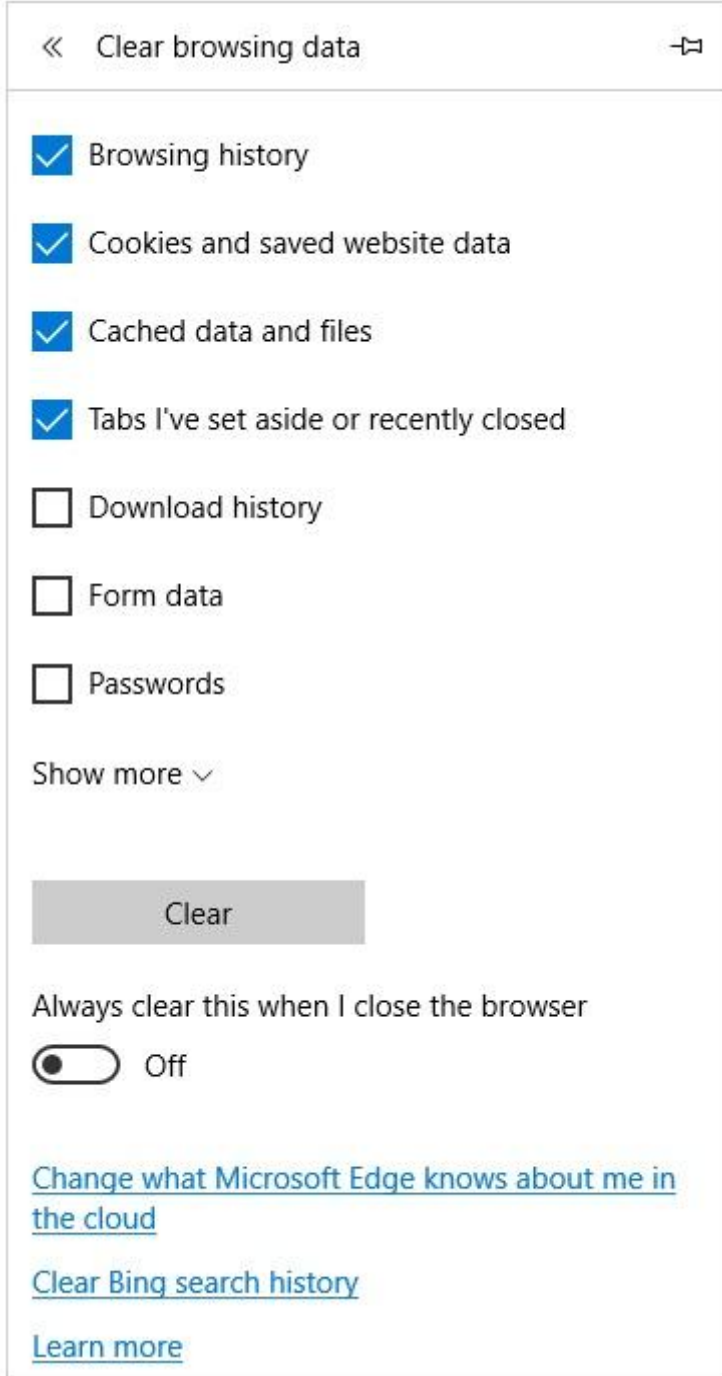 Clear browsing data
Browsing history
Cookies and saved website data
Cached data and files
Tabs I've set aside or recently closed
Download history
Form data
Passwords
Show more
Clear
Always clear this when I close the browser
Off
Change what Microsoft Edge knows about me in
the cloud
Clear Bing search history
Learn more